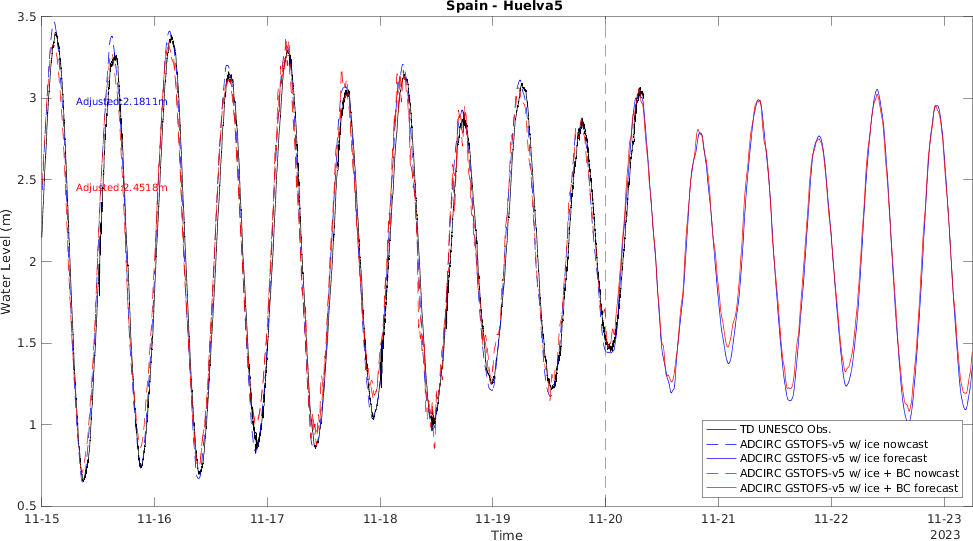 Spain - Huelva5
3.5
3
2.5
2
1.5
1
0.5
Water Level (m)
Adjusted:2.1811m
Adjusted:2.4518m
TD UNESCO Obs.
ADCIRC GSTOFS-v5 w/ ice nowcast
ADCIRC GSTOFS-v5 w/ ice forecast
ADCIRC GSTOFS-v5 w/ ice + BC nowcast
ADCIRC GSTOFS-v5 w/ ice + BC forecast
11-15 11-16 11-17 11-18 11-19 11-20 11-21 11-22 11-23
Time
2023